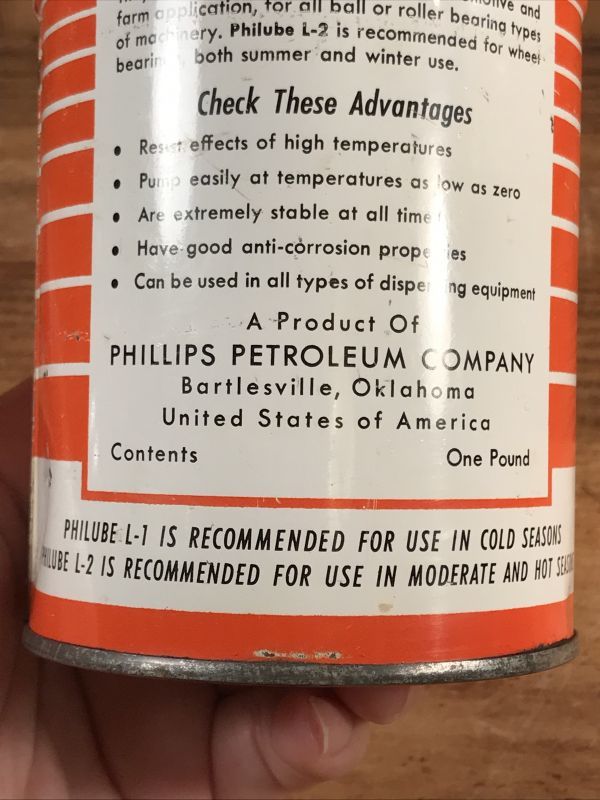 and
farm application, for all ball or roller bearing types
of machinery. Philube L-2 is recommended for wheel
both summer and winter use.
Check These Advantages
• Resist effects of high temperatures
• Pump easily at temperatures as low as zero
• Are extremely stable at all time
• Have good anti-corrosion properties
• Can be used in all types of dispensing equipment
A Product Of
PHILLIPS PETROLEUM COMPANY
Bartlesville, Oklahoma
United States of America
Contents One Pound
PHILUBE L-1 IS RECOMMENDED FOR USE IN COLD SEASONS
PHILUBE L-2 IS RECOMMENDED FOR USE IN MODERATE AND HOT SEASONS